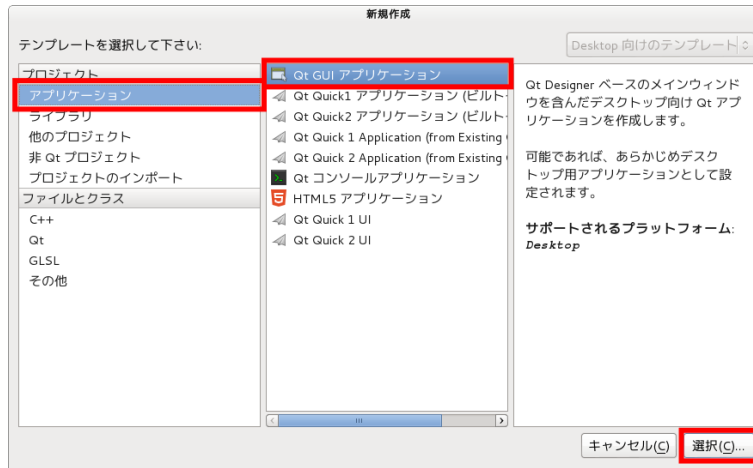 新規作成
テンプレートを選択して下さい:
Desktop 向けのテンプレート
プロジェクト
アプリケーション
ライブラリ
他のプロジェクト
非 Qt プロジェクト
プロジェクトのインポート
ファイルとクラス
C++
Qt
GLSL
その他
Qt GUI アプリケーション
Qt Quick1 アプリケーション (ビルト
Qt Quick2 アプリケーション (ビルト
Qt Quick 1 Application (from Existing
Qt Quick 2 Application (from Existing
Qt コンソールアプリケーション
HTML5 アプリケーション
Qt Quick 1 UI
Qt Quick 2 UI
Qt Designer ベースのメインウィンド
ウを含んだデスクトップ向け Qt アプ
リケーションを作成します。
可能であれば、あらかじめデスク
トップ用アプリケーションとして設
定されます。
サポートされるプラットフォーム:
Desktop
キャンセル(C)
選択(C)...